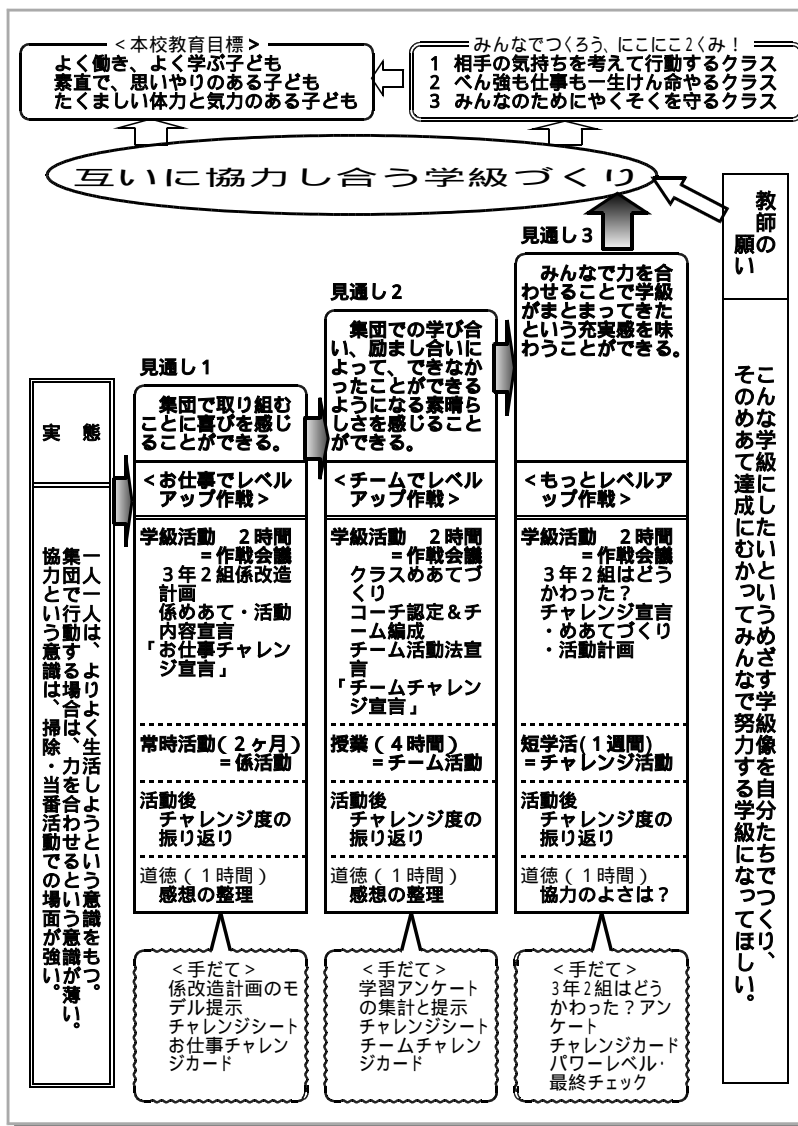 <本校教育目標>
よく働き、よく学ぶ子ども
素直で、思いやりのある子ども
たくましい体力と気力のある子ども
みんなでつくろう、にこにこ2くみ！
1 相手の気持ちを考えて行動するクラス
2 べん強も仕事も一生けん命やるクラス
3 みんなのためにやくそくを守るクラス
互いに協力し合う学級づくり
教師の
願い
こんな学級にしたいというめざす学級像を自分たちでつくり、
そのめあて達成にむかってみんなで努力する学級になってほしい。
実 態
一人一人は、よりよく生活しようという意識をもつ。
集団で行動する場合は、力を合わせるという意識が薄い。
協力という意識は、掃除・当番活動での場面が強い。
見通し1
集団で取り組む
ことに喜びを感じ
ることができる。
<お仕事でレベル
アップ作戦>
学級活動 2時間
=作戦会議
3年2組係改造
計画
係めあて・活動
内容宣言
「お仕事チャレン
ジ宣言」
常時活動(2ヶ月)
=係活動
活動後
チャレンジ度の
振り返り
道徳(1時間)
感想の整理
<手だて>
係改造計画のモ
デル提示
チャレンジシート
お仕事チャレン
ジカード
見通し2
集団での学び合
い、励まし合いに
よって、できなか
ったことができる
ようになる素晴ら
しさを感じること
ができる。
<チームでレベル
アップ作戦>
学級活動 2時間
=作戦会議
クラスめあてづ
くり
コーチ認定&チ
ーム編成
チーム活動法宣
言
「チームチャレン
ジ宣言」
授業(4時間)
=チーム活動
活動後
チャレンジ度の
振り返り
道徳(1時間)
感想の整理
<手だて>
学習アンケート
の集計と提示
チャレンジシート
チームチャレン
ジカード
見通し3
みんなで力を合
わせることで学級
がまとまってきた
という充実感を味
わうことができる。
<もっとレベルア
ップ作戦>
学級活動 2時間
=作戦会議
3年2組はどう
かわった?
チャレンジ宣言
・めあてづくり
・活動計画
短学活(1週間)
=チャレンジ活動
活動後
チャレンジ度の
振り返り
道徳(1時間)
協力のよさは?
<手だて>
3年2組はどう
かわった?アン
ケート
チャレンジカード
パワーレベル・
最終チェック